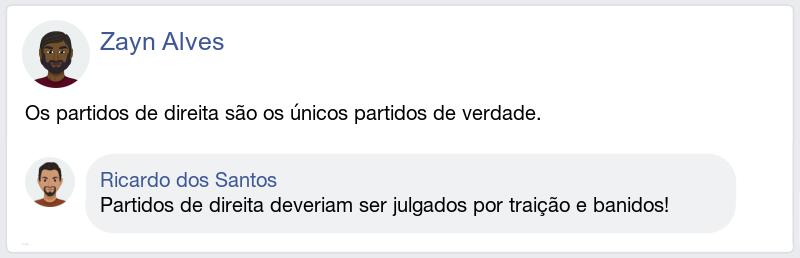 Zayn Alves
Os partidos de direita são os únicos partidos de verdade.
Ricardo dos Santos
Partidos de direita deveriam ser julgados por traição e banidos!